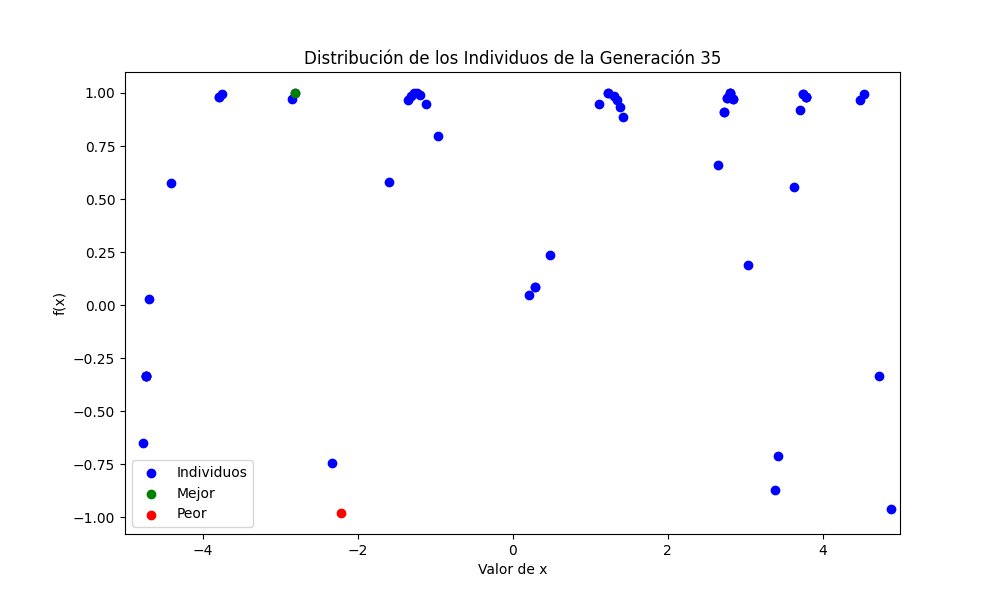 Distribución de los Individuos de la Generación 35
f(x)
1.00
0.75
0.50
0.25
0.00
−0.25
−0.50
−0.75
−1.00
Individuos
Mejor
Peor
−4
−2
0
2
4
Valor de x